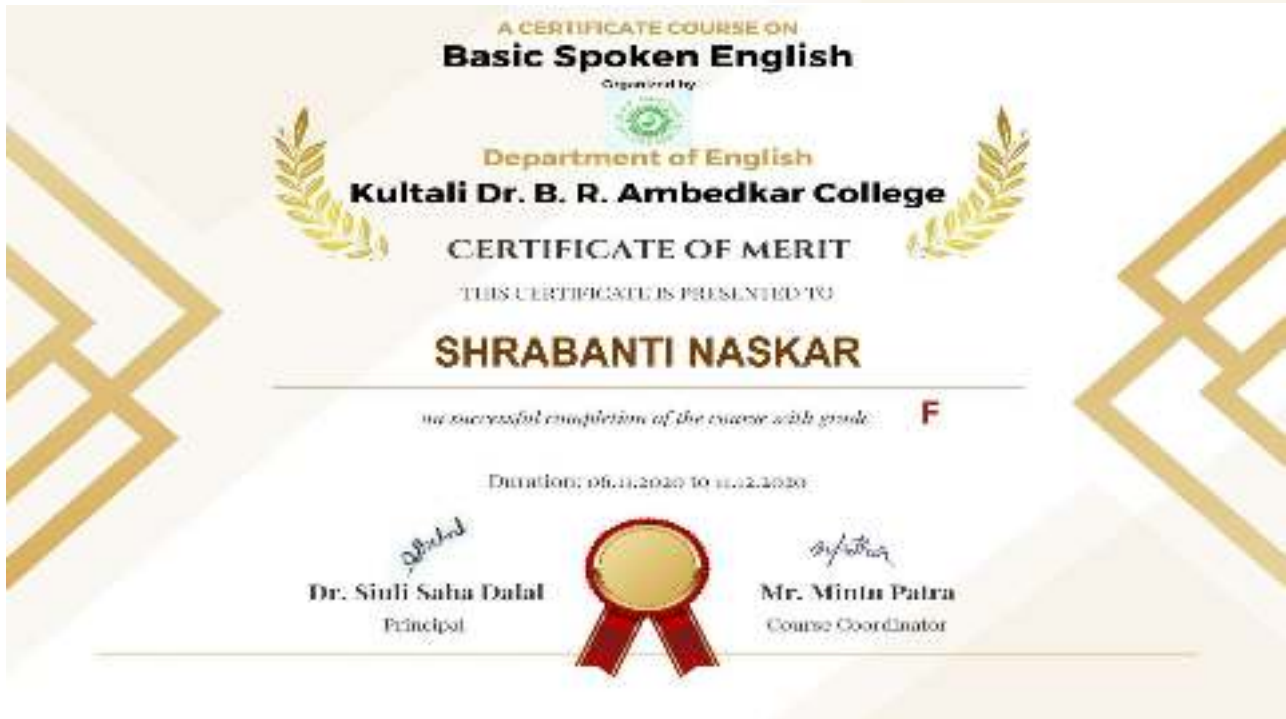 A CERTIFICATE COURSE ON
Basic Spoken English
Organized by
Department of English
Kultali Dr. B. R. Ambedkar College
CERTIFICATE OF MERIT
THIS CERTIFICATE IS PRESENTED TO
SHRABANTI NASKAR
on successful completion of the course with grade F
Duration: 06.11.2020 to 11.12.2020
Dr. Siuli Saha Dalal
Principal
Mr. Mintu Patra
Course Coordinator